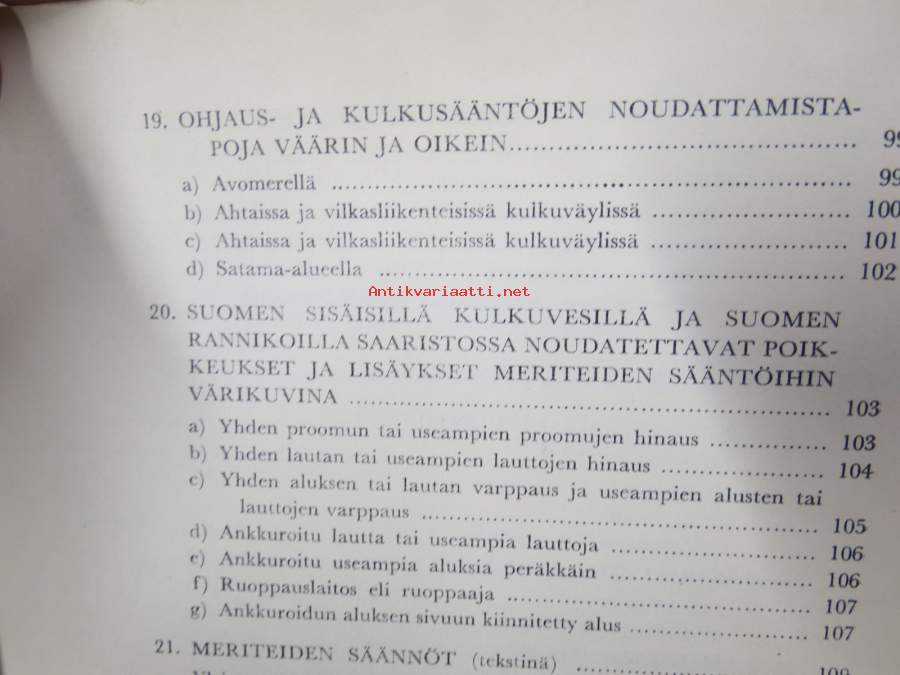 19. OHJAUS- JA KULKUSÄÄNTÖJEN NOUDATTAMISTA-
POJA VÄÄRIN JA OIKEIN........................................ 99
a) Avomerellä ........................................ 99
b) Ahtaissa ja vilkasliikenteisissä kulkuväylissä .................... 100
c) Ahtaissa ja vilkasliikenteisissä kulkuväylissä .................... 101
d) Satama-alueella ........................................ 102
Antikvariaatti.net
20. SUOMEN SISÄISILLÄ KULKUVESILLÄ JA SUOMEN
RANNIKOILLA SAARISTOSSA NOUDATETTAVAT POIK-
KEUKSET JA LISÄYKSET MERITEIDEN SÄÄNTÖIHIN
VÄRIKUVINA ........................................ 103
a) Yhden proomun tai useampien proomujen hinaus ............... 103
b) Yhden lautan tai useampien lauttojen hinaus .................... 104
c) Yhden aluksen tai lautan varppaus ja useampien alusten tai
lauttojen varppaus ........................................ 105
d) Ankkuroitu lautta tai useampia lauttoja .................... 106
e) Ankkuroitu useampia aluksia peräkkäin .................... 106
f) Ruoppauslaitos eli ruoppaaja .............................. 107
g) Ankkuroidun aluksen sivuun kiinnitetty alus .................... 107
21. MERITEIDEN SÄÄNNÖT (tekstinä) ....................